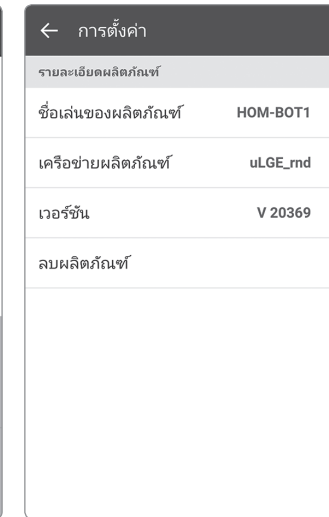 ← การตั้งค่า
รายละเอียดผลิตภัณฑ์
ชื่อเล่นของผลิตภัณฑ์ HOM-BOT1
เครือข่ายผลิตภัณฑ์ uLGE_rnd
เวอร์ชัน V 20369
ลบผลิตภัณฑ์